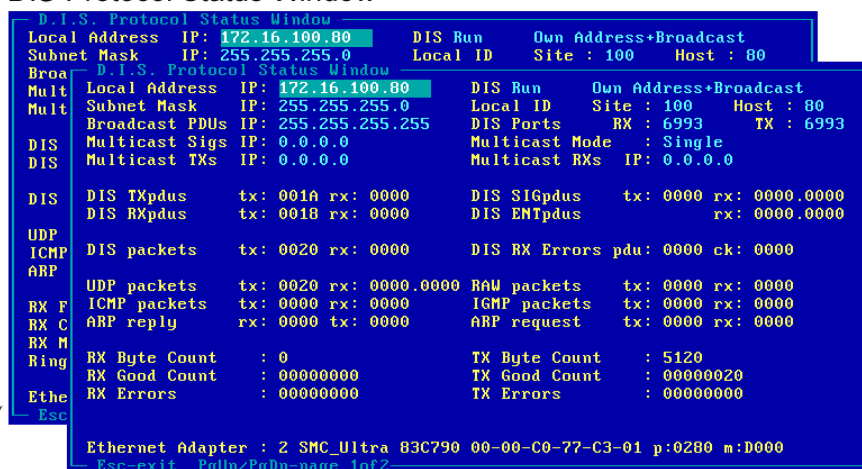 DIS Protocol Status Window
D.I.S. Protocol Status Window
Local Address IP: 172.16.100.80 DIS Run Own Address+Broadcast
Subnet Mask IP: 255.255.255.0 Local ID Site : 100 Host : 80
Broa
Mult
Mult
DIS
DIS
DIS
UDP
ICMP
ARP
RX F
RX C
RX M
Ring
Ethe
Esc
D.I.S. Protocol Status Window
Local Address IP: 172.16.100.80 DIS Run Own Address+Broadcast
Subnet Mask IP: 255.255.255.0 Local ID Site : 100 Host : 80
Broadcast PDUs IP: 255.255.255.255 DIS Ports RX : 6993 TX : 6993
Multicast Sigs IP: 0.0.0.0 Multicast Mode : Single
Multicast TXs IP: 0.0.0.0 Multicast RXs IP: 0.0.0.0
DIS TXpdus tx: 001A rx: 0000 DIS SIGpdus tx: 0000 rx: 0000.0000
DIS RXpdus tx: 0018 rx: 0000 DIS ENTpdus rx: 0000.0000
DIS packets tx: 0020 rx: 0000 DIS RX Errors pdu: 0000 ck: 0000
UDP packets tx: 0020 rx: 0000.0000 RAW packets tx: 0000 rx: 0000
ICMP packets tx: 0000 rx: 0000 IGMP packets tx: 0000 rx: 0000
ARP reply rx: 0000 tx: 0000 ARP request tx: 0000 rx: 0000
RX Byte Count : 0 TX Byte Count : 5120
RX Good Count : 00000000 TX Good Count : 00000020
RX Errors : 00000000 TX Errors : 00000000
Ethernet Adapter : 2 SMC_Ultra 83C790 00-00-C0-77-C3-01 p:0280 m:D000
Esc-exit PgUp/PgDn-page 1of2